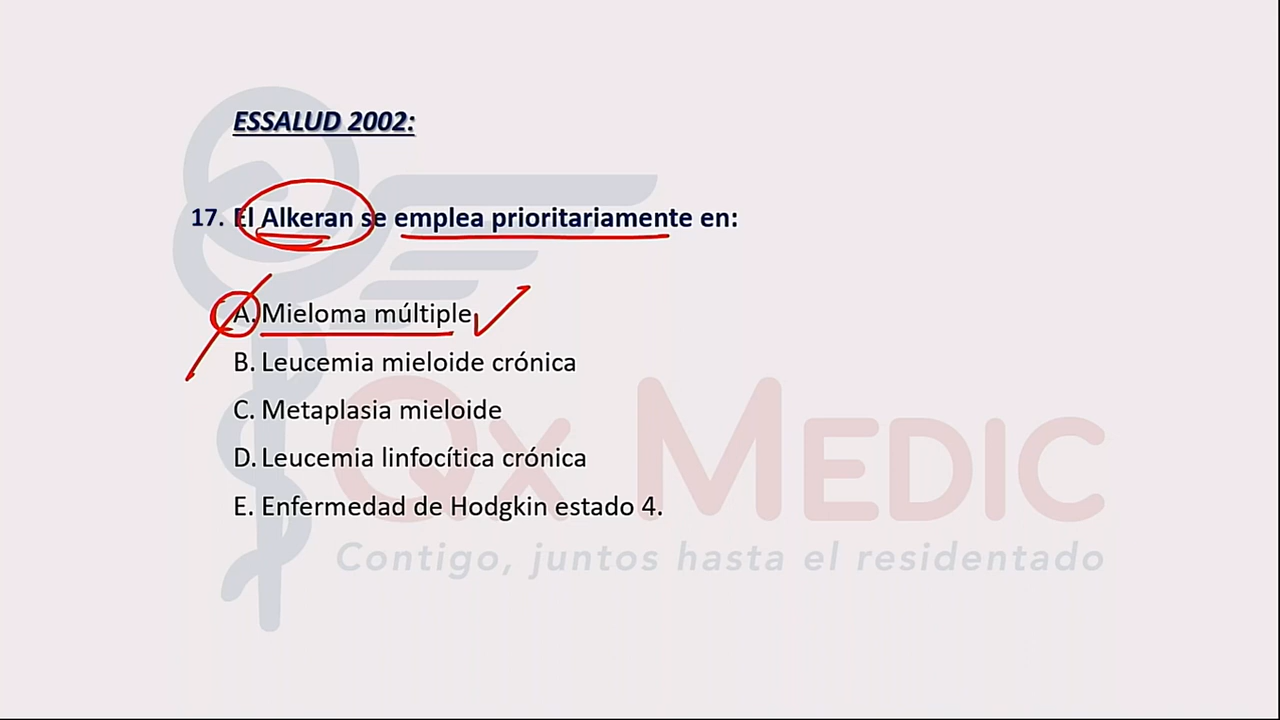 ESSALUD 2002:
17. El Alkeran se emplea prioritariamente en:
A. Mieloma múltiple
B. Leucemia mieloide crónica
C. Metaplasia mieloide
D. Leucemia linfocítica crónica
E. Enfermedad de Hodgkin estado 4.
Qx MEDIC
Contigo, juntos hasta el residentado